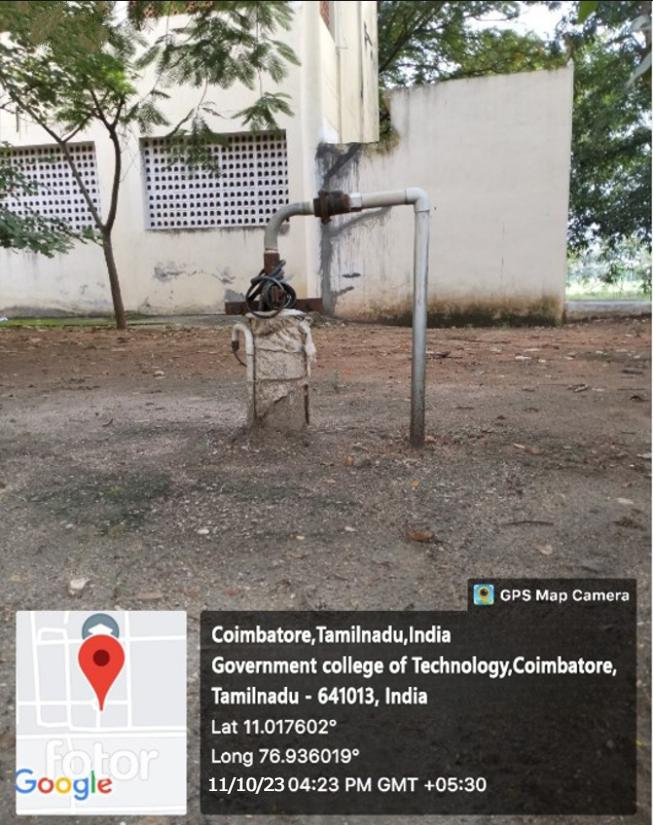 GPS Map Camera
Coimbatore,Tamilnadu,India
Government college of Technology,Coimbatore,
Tamilnadu - 641013, India
Lat 11.017602°
Long 76.936019°
11/10/23 04:23 PM GMT +05:30
fotor
Google